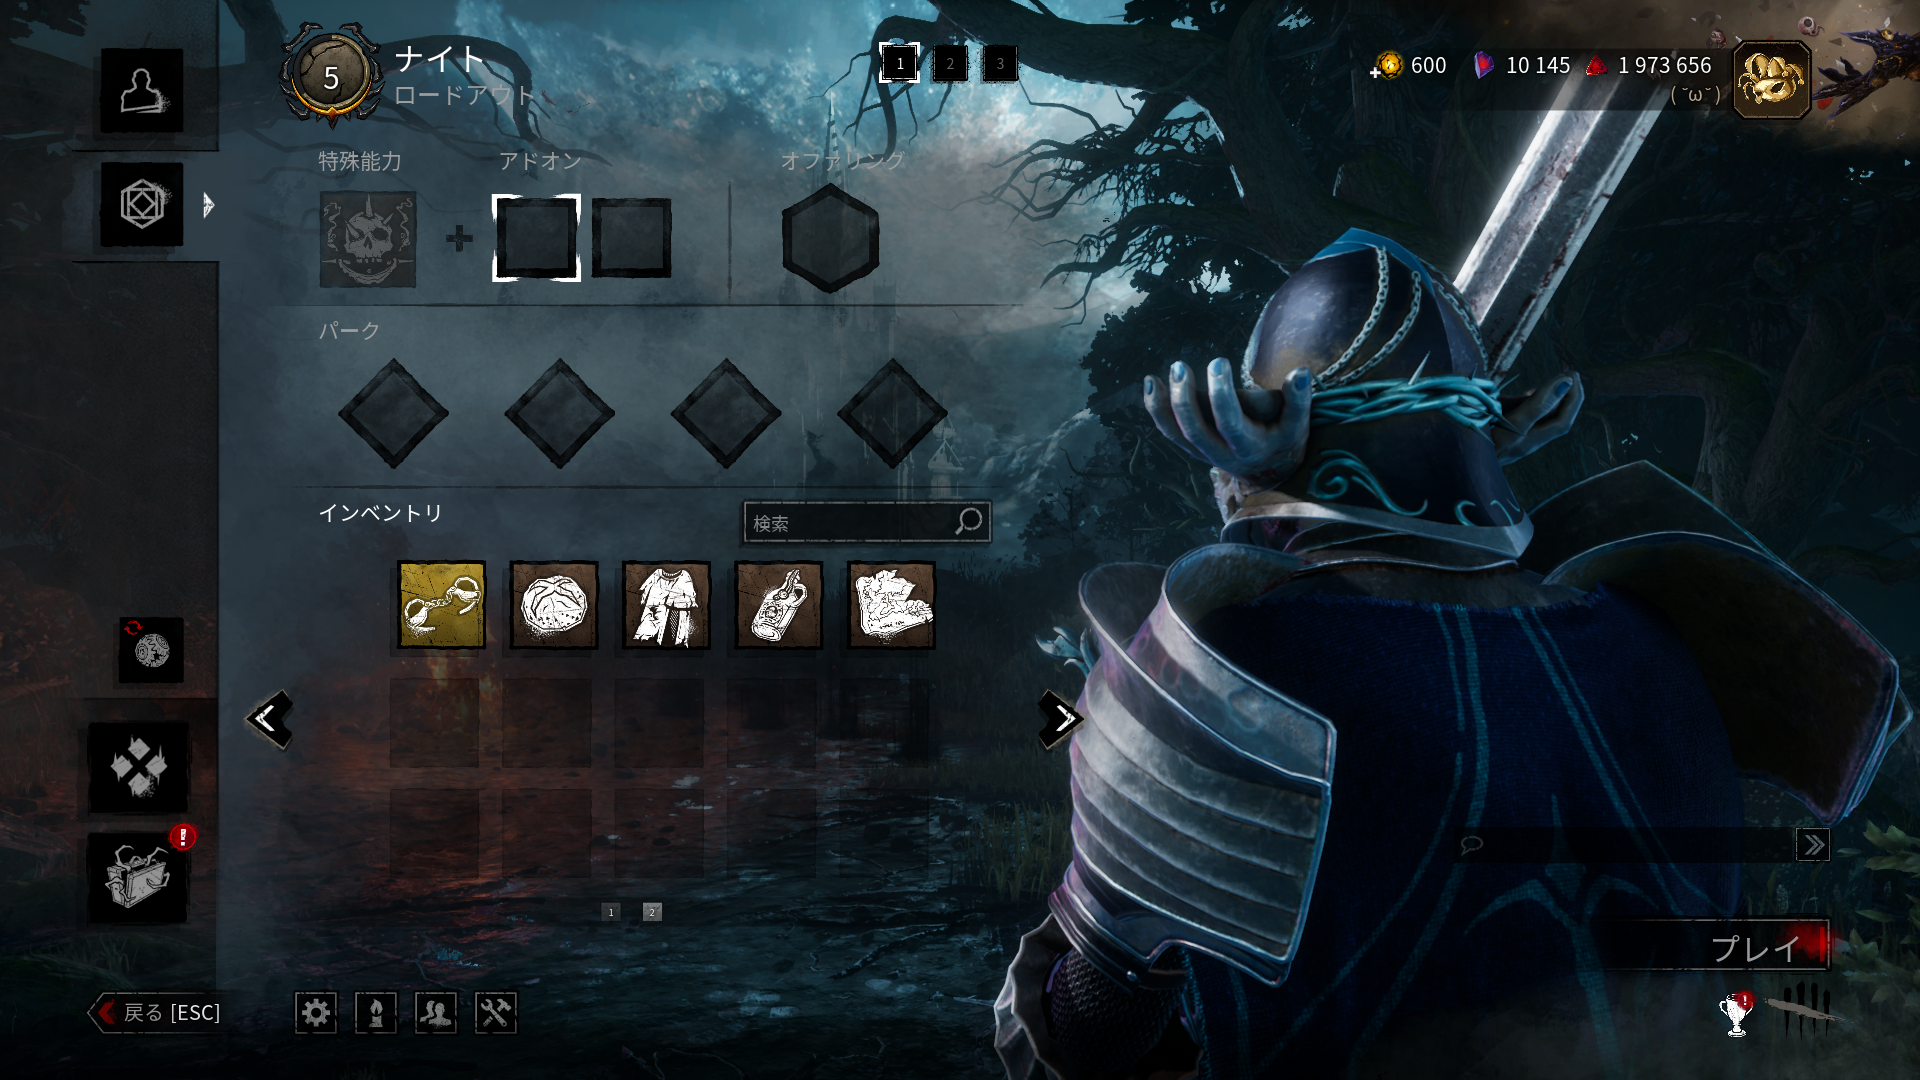 5
ナイト
ロードアウト
1 2 3
600 10 145 1 973 656
( ˘ω˘ )
特殊能力
アドオン
オファリング
パーク
インベントリ
検索
1 2
プレイ
戻る [ESC]